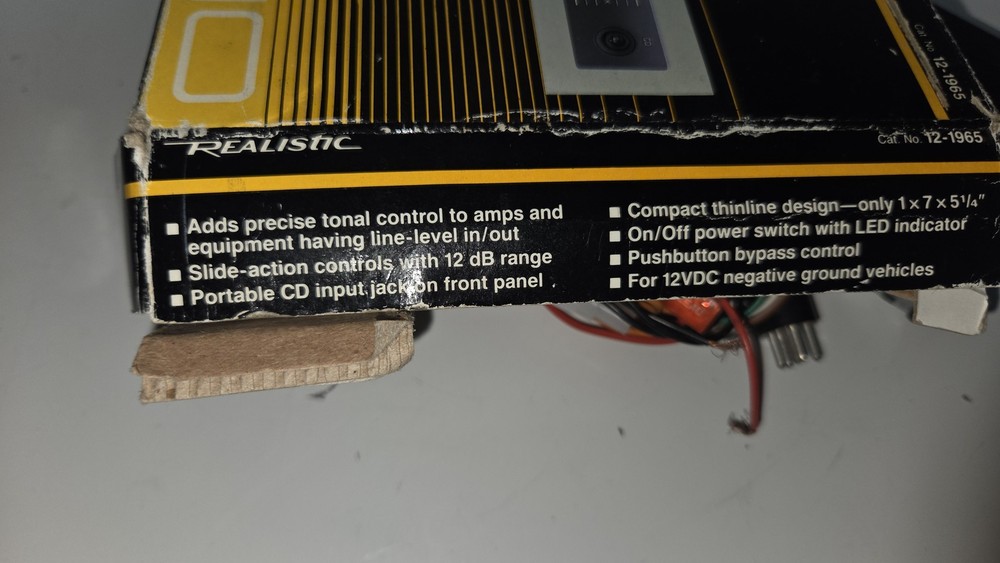 Cat. No. 12-1965
REALISTIC
Cat. No. 12-1965
Adds precise tonal control to amps and
equipment having line-level in/out
Slide-action controls with 12 dB range
Portable CD input jack on front panel
Compact thinline design—only 1 x 7 x 5 1/4"
On/Off power switch with LED indicator
Pushbutton bypass control
For 12VDC negative ground vehicles